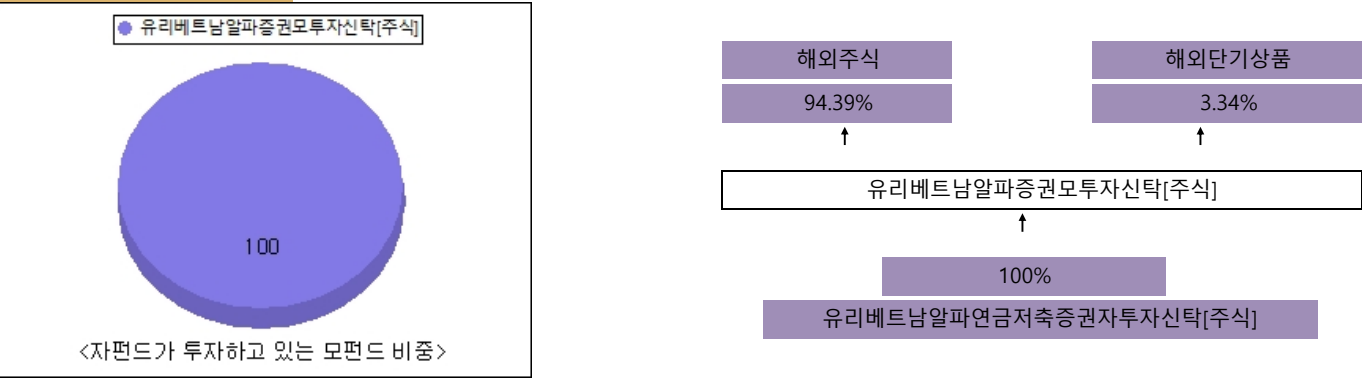 유리베트남알파증권모투자신탁[주식]
100
<자펀드가 투자하고 있는 모펀드 비중>
해외주식 해외단기상품
94.39% 3.34%
유리베트남알파증권모투자신탁[주식]
100%
유리베트남알파연금저축증권자투자신탁[주식]